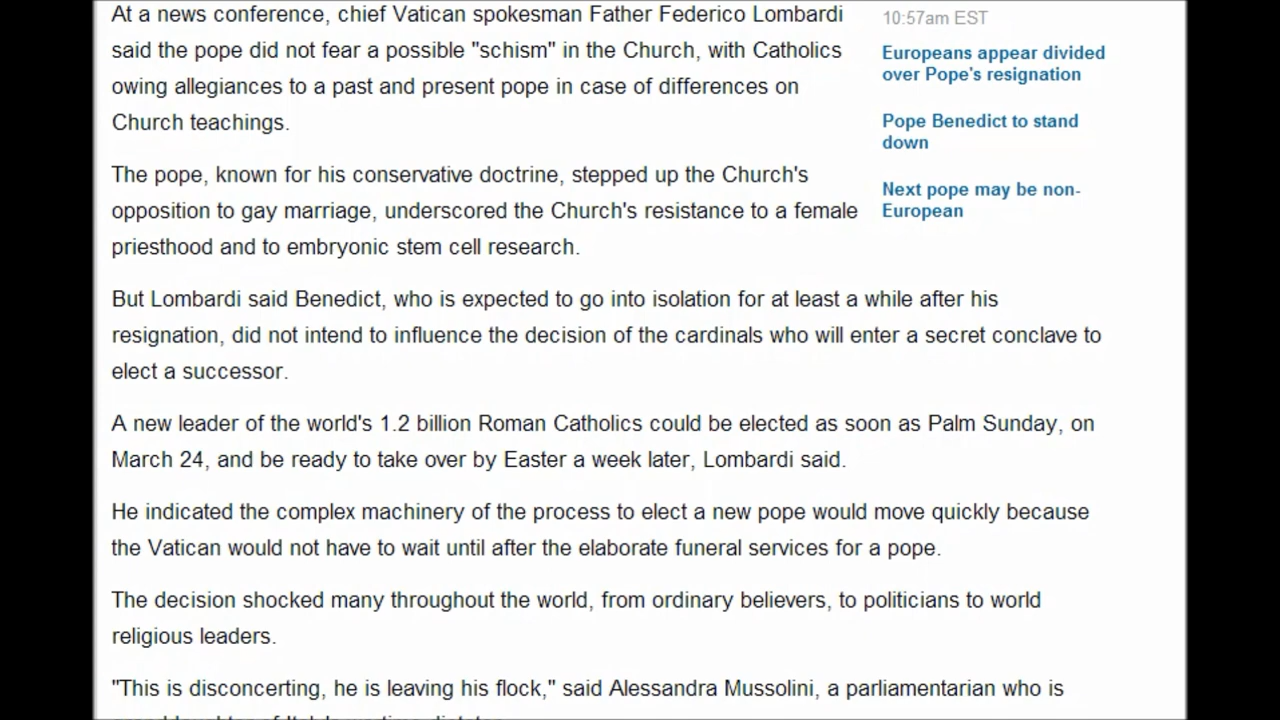 At a news conference, chief Vatican spokesman Father Federico Lombardi
said the pope did not fear a possible "schism" in the Church, with Catholics
owing allegiances to a past and present pope in case of differences on
Church teachings.
The pope, known for his conservative doctrine, stepped up the Church's
opposition to gay marriage, underscored the Church's resistance to a female
priesthood and to embryonic stem cell research.
But Lombardi said Benedict, who is expected to go into isolation for at least a while after his
resignation, did not intend to influence the decision of the cardinals who will enter a secret conclave to
elect a successor.
A new leader of the world's 1.2 billion Roman Catholics could be elected as soon as Palm Sunday, on
March 24, and be ready to take over by Easter a week later, Lombardi said.
He indicated the complex machinery of the process to elect a new pope would move quickly because
the Vatican would not have to wait until after the elaborate funeral services for a pope.
The decision shocked many throughout the world, from ordinary believers, to politicians to world
religious leaders.
"This is disconcerting, he is leaving his flock," said Alessandra Mussolini, a parliamentarian who is
10:57am EST
Europeans appear divided
over Pope's resignation
Pope Benedict to stand
down
Next pope may be non-
European